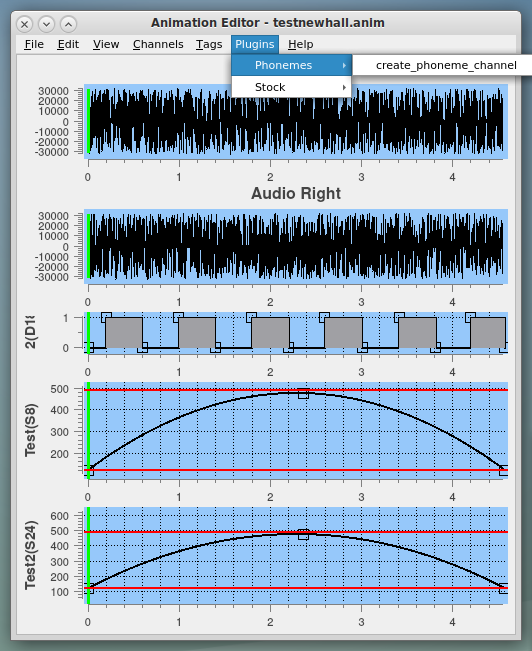 Animation Editor - testnewhall.anim
File Edit View Channels Tags Plugins Help
Phonemes create_phoneme_channel
Stock
30000
20000
10000
0
-10000
-20000
-30000
0 1 2 3 4
Audio Right
30000
20000
10000
0
-10000
-20000
-30000
0 1 2 3 4
2(D1
1
0
0 1 2 3 4
Test(S8)
500
400
300
200
0 1 2 3 4
Test2(S24)
600
500
400
300
200
100
0 1 2 3 4